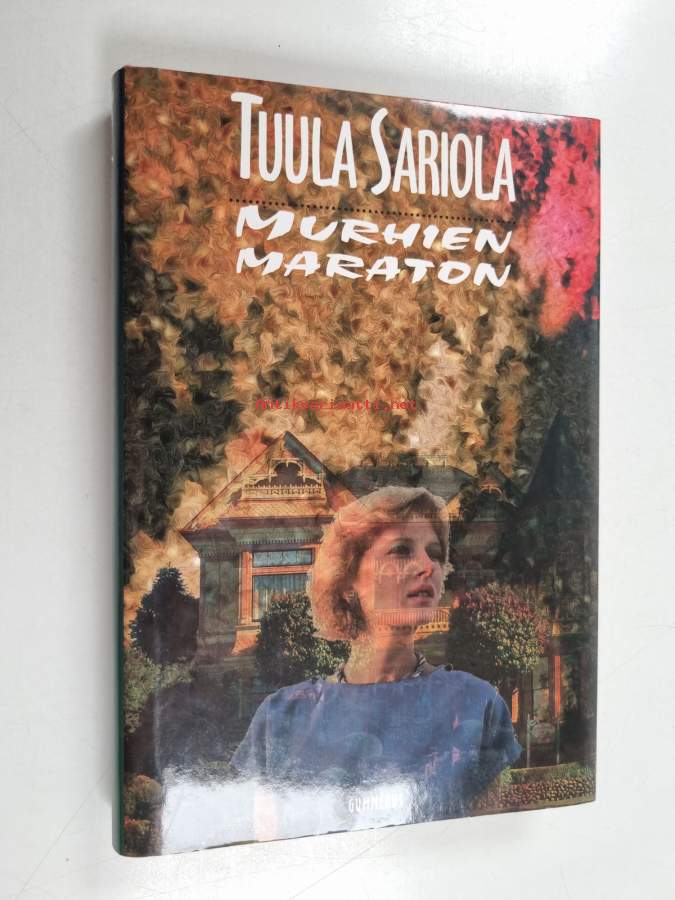 TUULA SARIOLA
MURHIEN
MARATON
antikvariaatti.net
GUMMERUS